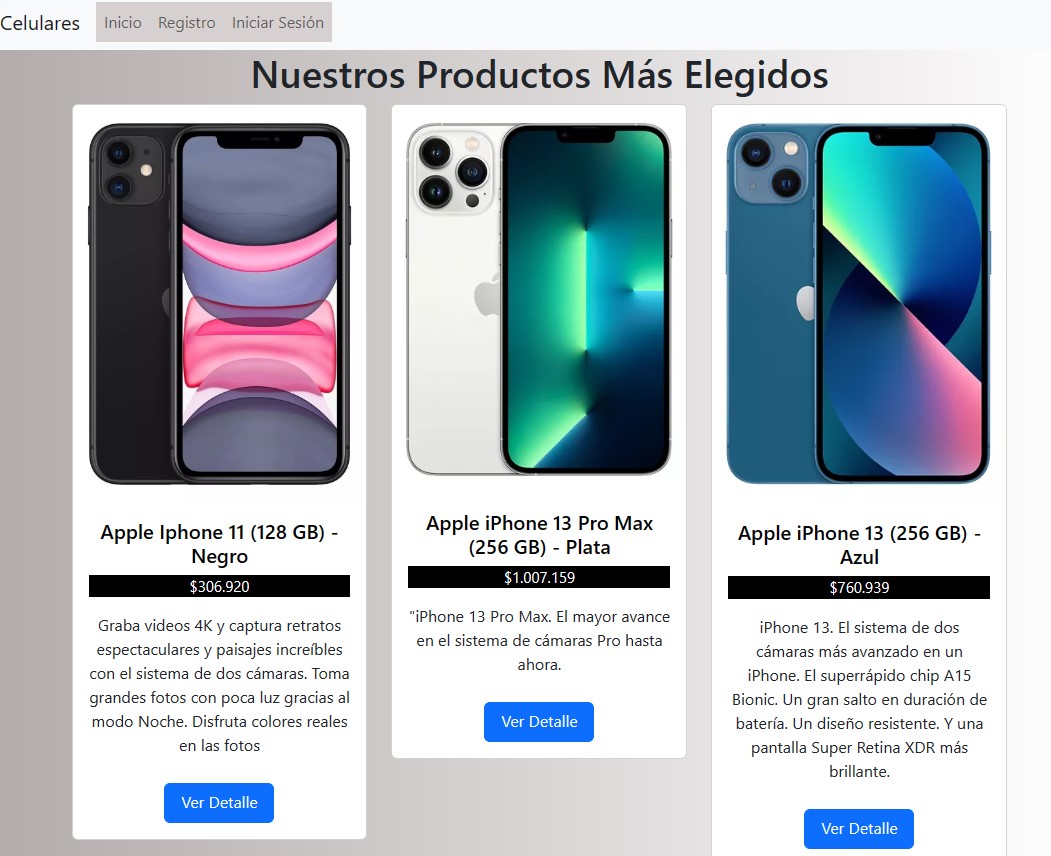 Celulares Inicio Registro Iniciar Sesión
Nuestros Productos Más Elegidos
Apple Iphone 11 (128 GB) -
Negro
$306.920
Graba videos 4K y captura retratos
espectaculares y paisajes increíbles
con el sistema de dos cámaras. Toma
grandes fotos con poca luz gracias al
modo Noche. Disfruta colores reales
en las fotos
Ver Detalle
Apple iPhone 13 Pro Max
(256 GB) - Plata
$1.007.159
"iPhone 13 Pro Max. El mayor avance
en el sistema de cámaras Pro hasta
ahora.
Ver Detalle
Apple iPhone 13 (256 GB) -
Azul
$760.939
iPhone 13. El sistema de dos
cámaras más avanzado en un
iPhone. El superrápido chip A15
Bionic. Un gran salto en duración de
batería. Un diseño resistente. Y una
pantalla Super Retina XDR más
brillante.
Ver Detalle